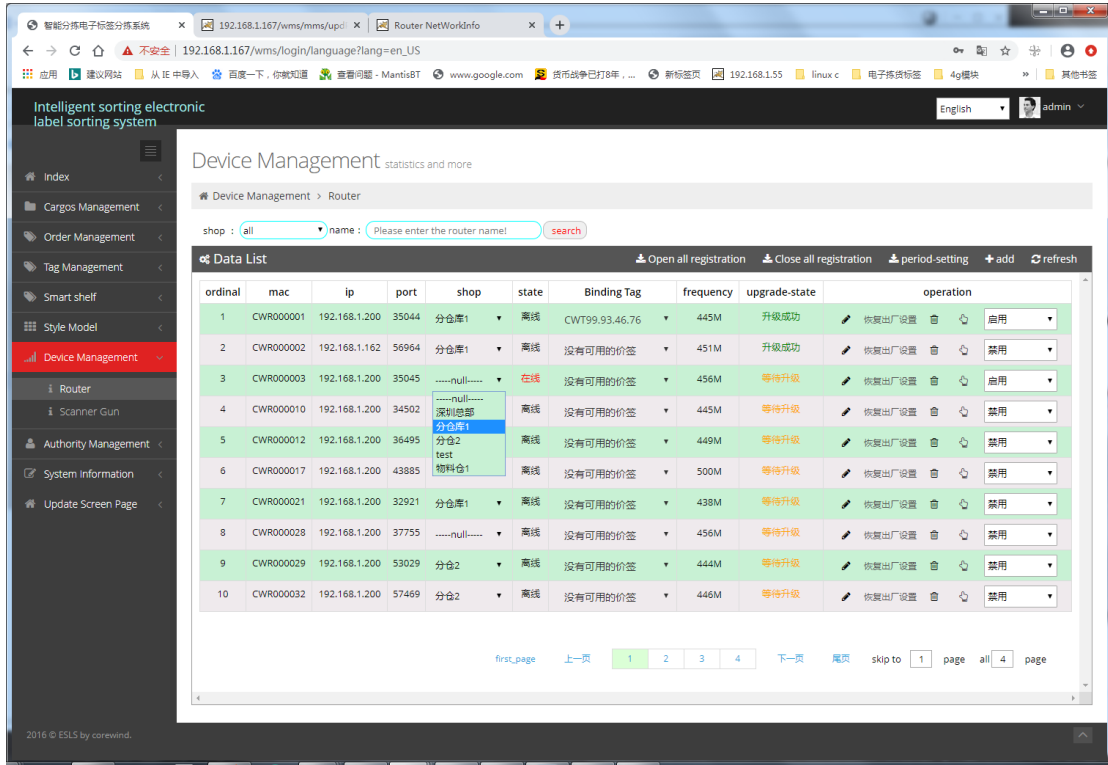 智能分拣电子标签分拣系统 192.168.1.167/wms/mms/upd Router NetWorkInfo
不安全 192.168.1.167/wms/login/language?lang=en_US
应用 建议网站 从 IE 中导入 百度一下，你就知道 查看问题 - MantisBT www.google.com 货币战争已打8年，... 新标签页 192.168.1.55 linux c 电子拣货标签 4g模块 » 其他书签
Intelligent sorting electronic
label sorting system
English admin
Device Management statistics and more
Index
Cargos Management
Order Management
Tag Management
Smart shelf
Style Model
Device Management
Router
Scanner Gun
Authority Management
System Information
Update Screen Page
Device Management > Router
shop : all name : Please enter the router name! search
Data List Open all registration Close all registration period-setting add refresh
ordinal mac ip port shop state Binding Tag frequency upgrade-state operation
1 CWR000001 192.168.1.200 35044 分仓库1 离线 CWT99.93.46.76 445M 升级成功 恢复出厂设置 启用
2 CWR000002 192.168.1.162 56964 分仓库1 离线 没有可用的价签 451M 升级成功 恢复出厂设置 禁用
3 CWR000003 192.168.1.200 35045 -----null----- 在线 没有可用的价签 456M 等待升级 恢复出厂设置 启用
4 CWR000010 192.168.1.200 34502 离线 没有可用的价签 445M 等待升级 恢复出厂设置 禁用
5 CWR000012 192.168.1.200 36495 离线 没有可用的价签 449M 等待升级 恢复出厂设置 禁用
6 CWR000017 192.168.1.200 43885 离线 没有可用的价签 500M 等待升级 恢复出厂设置 禁用
-----null-----
深圳总部
分仓库1
分仓2
test
物料仓1
7 CWR000021 192.168.1.200 32921 分仓库1 离线 没有可用的价签 438M 等待升级 恢复出厂设置 禁用
8 CWR000028 192.168.1.200 37755 -----null----- 离线 没有可用的价签 456M 等待升级 恢复出厂设置 禁用
9 CWR000029 192.168.1.200 53029 分仓2 离线 没有可用的价签 444M 等待升级 恢复出厂设置 禁用
10 CWR000032 192.168.1.200 57469 分仓2 离线 没有可用的价签 446M 等待升级 恢复出厂设置 禁用
first_page 上一页 1 2 3 4 下一页 尾页 skip to 1 page all 4 page
2016 © ESLS by corewind.